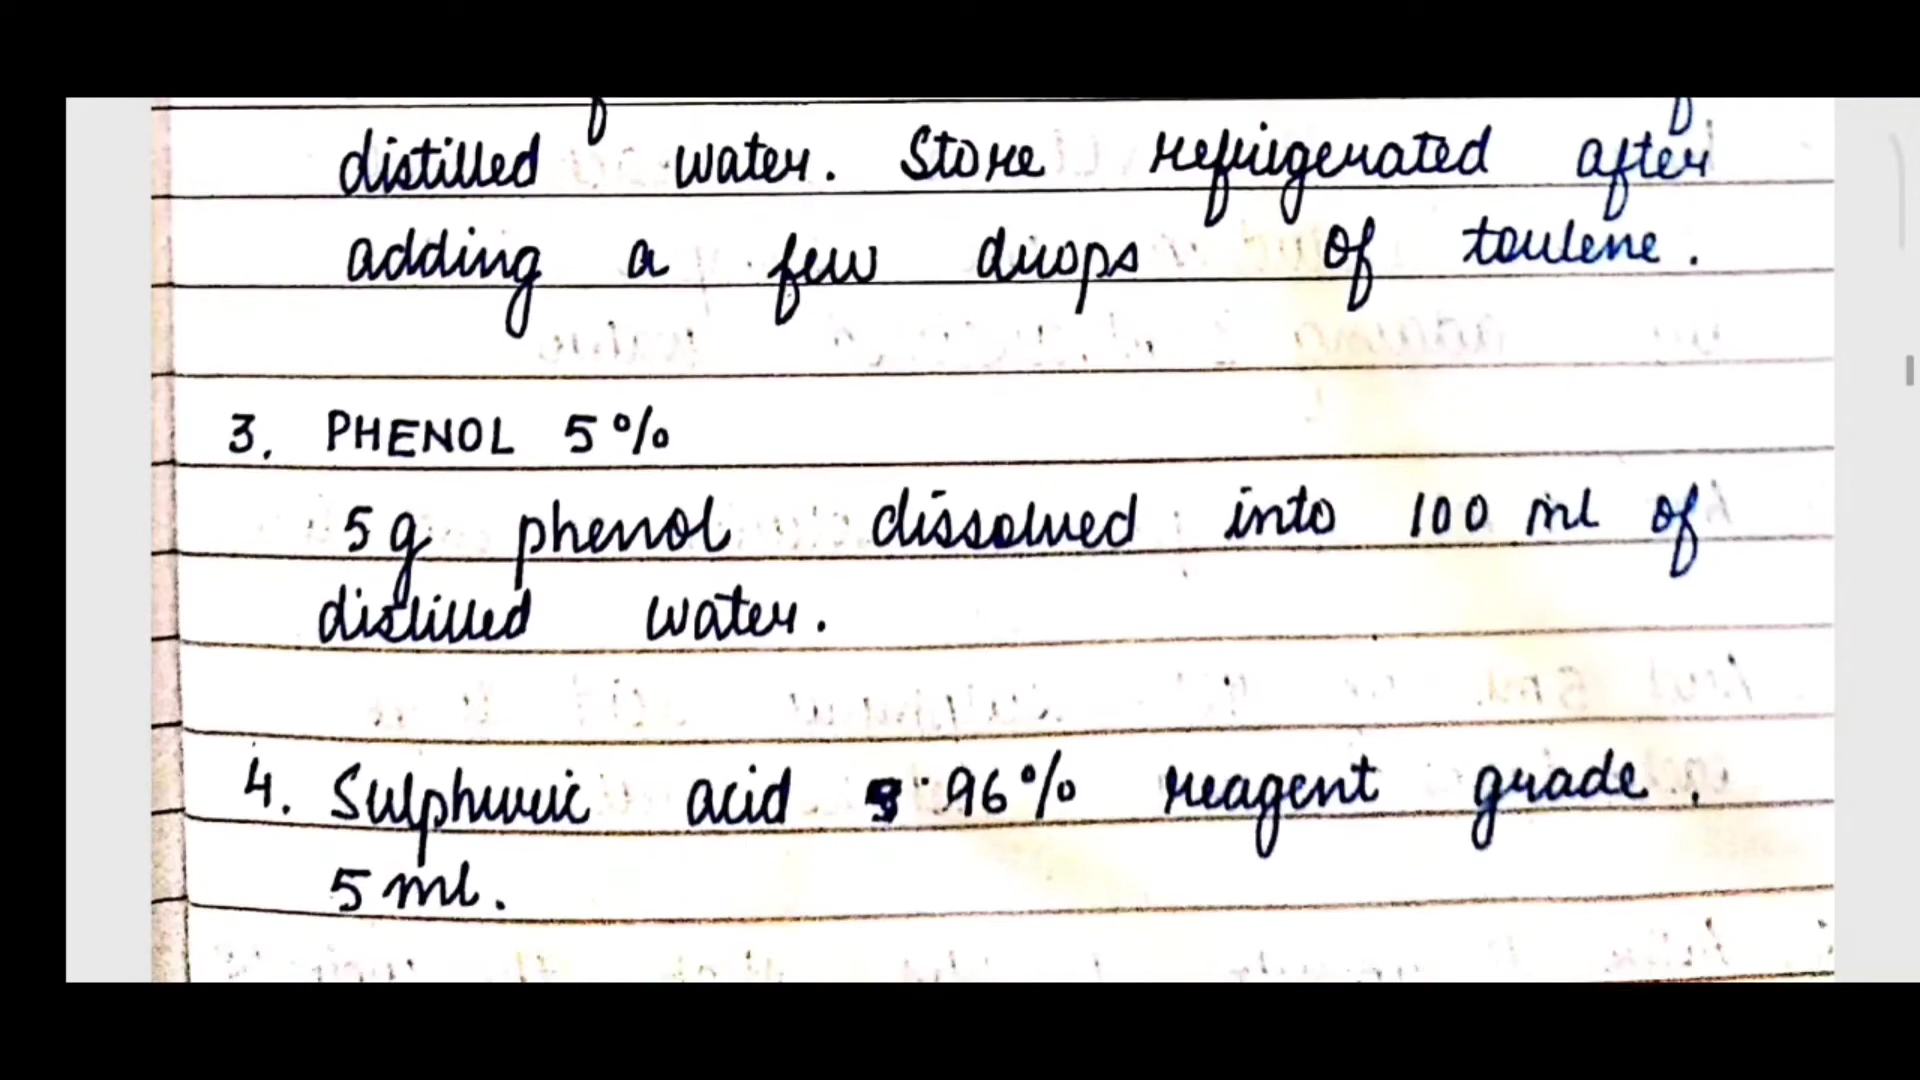 distilled water. Store refrigerated after
adding a few drops of toulene.
3. PHENOL 5%
5g phenol dissolved into 100 ml of
distilled water.
4. Sulphuric acid 96% reagent grade.
5 ml.